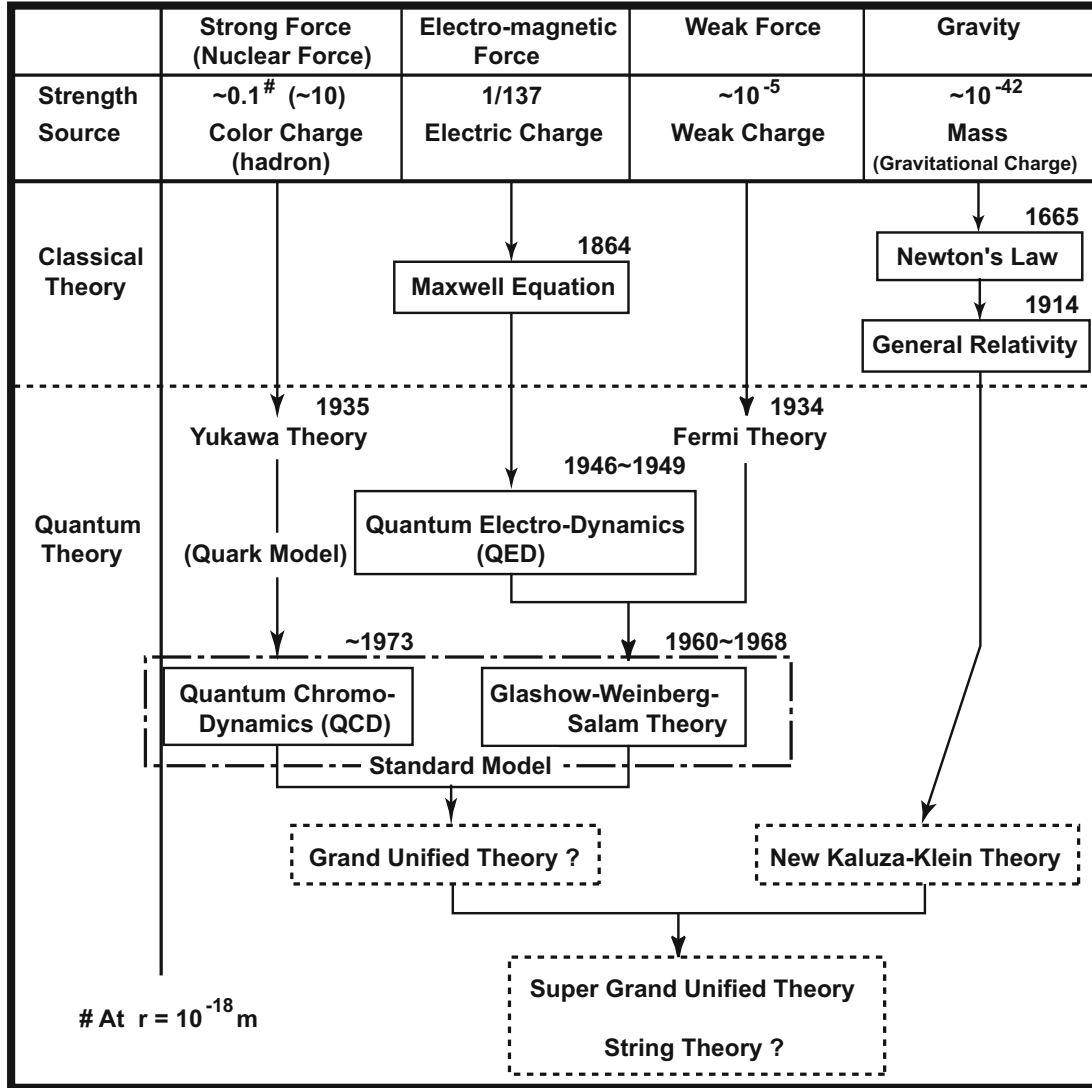 Strong Force
(Nuclear Force)
Electro-magnetic
Force
Weak Force
Gravity
Strength
~0.1# (~10)
1/137
~10-5
~10-42
Source
Color Charge
(hadron)
Electric Charge
Weak Charge
Mass
(Gravitational Charge)
Classical
Theory
1864
Maxwell Equation
1665
Newton's Law
1914
General Relativity
Quantum
Theory
1935
Yukawa Theory
1934
Fermi Theory
1946~1949
Quantum Electro-Dynamics
(QED)
(Quark Model)
~1973
Quantum Chromo-
Dynamics (QCD)
1960~1968
Glashow-Weinberg-
Salam Theory
Standard Model
Grand Unified Theory ?
New Kaluza-Klein Theory
Super Grand Unified Theory
String Theory ?
# At r = 10-18 m